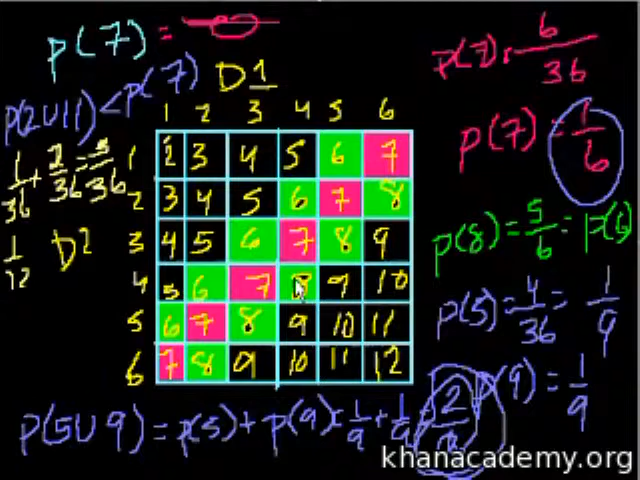 P(7) =
P(7) = 6/36
P(2U11) < P(7)
D1
1 2 3 4 5 6
P(7) = 1/6
1/36 + 2/36 = 3/36
1/12
D2
1 2 3 4 5 6 7
2 3 4 5 6 7 8
3 4 5 6 7 8 9
4 5 6 7 8 9 10
5 6 7 8 9 10 11
6 7 8 9 10 11 12
P(8) = 5/6 = P(6)
P(5) = 4/36 = 1/9
P(9) = 1/9
P(5U9) = P(5) + P(9) = 1/9 + 1/9 = 2/9
khanacademy.org